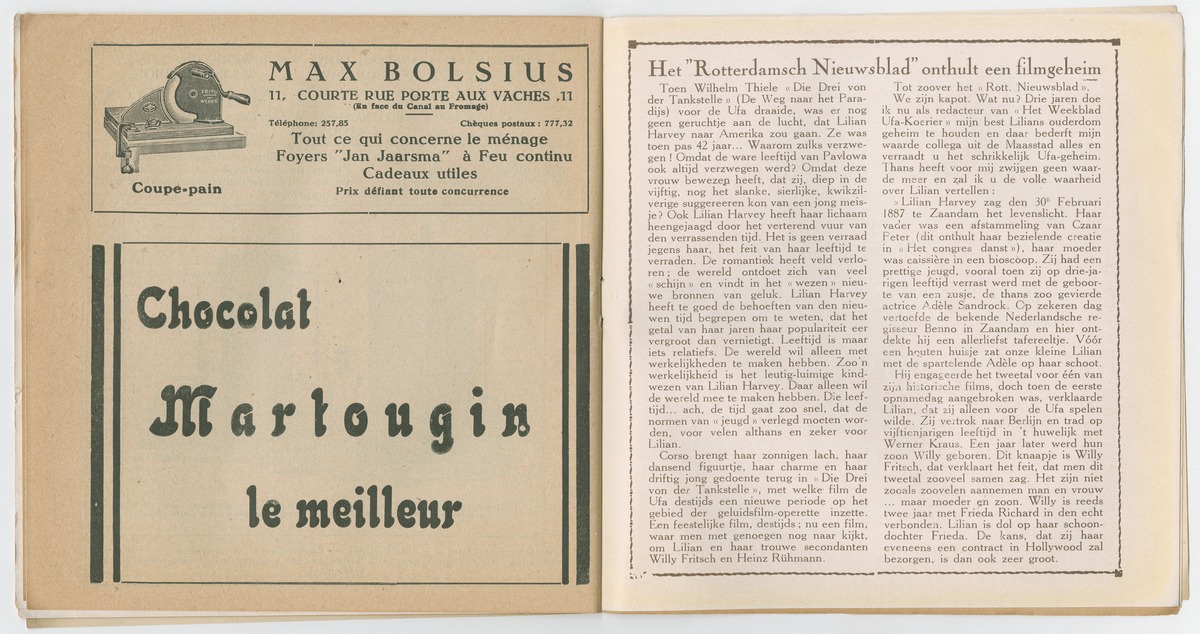 MAX BOLSIUS
11, COURTE RUE PORTE AUX VACHES ,11
(En face du Canal au Fromage)
Téléphone: 257,85
Chèques postaux : 777,32
Tout ce qui concerne le ménage
Foyers "Jan Jaarsma" à Feu continu
Cadeaux utiles
Prix défiant toute concurrence
Coupe-pain
Chocolat
Martougin
le meilleur
Het "Rotterdamsch Nieuwsblad" onthult een filmgeheim
Toen Wilhelm Thiele « Die Drei von
der Tankstelle » (De Weg naar het Para-
dijs) voor de Ufa draaide, was er nog
geen geruchtje aan de lucht, dat Lilian
Harvey naar Amerika zou gaan. Ze was
toen pas 42 jaar... Waarom zulks verzwe-
gen ! Omdat de ware leeftijd van Pavlowa
ook altijd verzwegen werd ? Omdat deze
vrouw bewezen heeft, dat zij, diep in de
vijftig, nog het slanke, sierlijke, kwikzil-
verige suggereeren kon van een jong meis-
je ? Ook Lilian Harvey heeft haar lichaam
heengejaagd door het verterend vuur van
den verrassenden tijd. Het is geen verraad
jegens haar, het feit van haar leeftijd te
verraden. De romantiek heeft veld verlo-
ren ; de wereld ontdoet zich van veel
« schijn » en vindt in het « wezen » nieu-
we bronnen van geluk. Lilian Harvey
heeft te goed de behoeften van den nieu-
wen tijd begrepen om te weten, dat het
getal van haar jaren haar populariteit eer
vergroot dan vernietigt. Leeftijd is maar
iets relatiefs. De wereld wil alleen met
werkelijkheden te maken hebben. Zoo'n
werkelijkheid is het leutig-luimige kind-
wezen van Lilian Harvey. Daar alleen wil
de wereld mee te maken hebben. Die leef-
tijd... ach, de tijd gaat zoo snel, dat de
normen van « jeugd » verlegd moeten wor-
den, voor velen althans en zeker voor
Lilian.
Corso brengt haar zonnigen lach, haar
dansend figuurtje, haar charme en haar
driftig jong gedoente terug in « Die Drei
von der Tankstelle », met welke film de
Ufa destijds een nieuwe periode op het
gebied der geluidsfilm-operette inzette.
Een feestelijke film, destijds ; nu een film,
waar men met genoegen nog naar kijkt,
om Lilian en haar trouwe secondanten
Willy Fritsch en Heinz Rühmann.
Tot zoover het « Rott. Nieuwsblad ».
We zijn kapot. Wat nu ? Drie jaren doe
ik nu als redacteur van « Het Weekblad
Ufa-Koerier » mijn best Lilians ouderdom
geheim te houden en daar bederft mijn
waarde collega uit de Maasstad alles en
verraadt u het schrikkelijk Ufa-geheim.
Thans heeft voor mij zwijgen geen waar-
de meer en zal ik u de volle waarheid
over Lilian vertellen :
» Lilian Harvey zag den 30n Februari
1887 te Zaandam het levenslicht. Haar
vader was een afstammeling van Czaar
Peter (dit onthult haar bezielende creatie
in « Het congres danst »), haar moeder
was caissière in een bioscoop. Zij had een
prettige jeugd, vooral toen zij op drie-ja-
rigen leeftijd verrast werd met de geboor-
te van een zusje, de thans zoo gevierde
actrice Adèle Sandrock. Op zekeren dag
vertoefde de bekende Nederlandsche re-
gisseur Benno in Zaandam en hier ont-
dekte hij een allerliefst tafereeltje. Vóór
een houten huisje zat onze kleine Lilian
met de spartelende Adèle op haar schoot.
Hij engageerde het tweetal voor één van
zijn historische films, doch toen de eerste
opnamedag aangebroken was, verklaarde
Lilian, dat zij alleen voor de Ufa spelen
wilde. Zij vertrok naar Berlijn en trad op
vijftienjarigen leeftijd in 't huwelijk met
Werner Kraus. Een jaar later werd hun
zoon Willy geboren. Dit knaapje is Willy
Fritsch, dat verklaart het feit, dat men dit
tweetal zooveel samen zag. Het zijn niet
zooals zoovelen aannemen man en vrouw
... maar moeder en zoon. Willy is reeds
twee jaar met Frieda Richard in den echt
verbonden. Lilian is dol op haar schoon-
dochter Frieda. De kans, dat zij haar
eveneens een contract in Hollywood zal
bezorgen, is dan ook zeer groot.